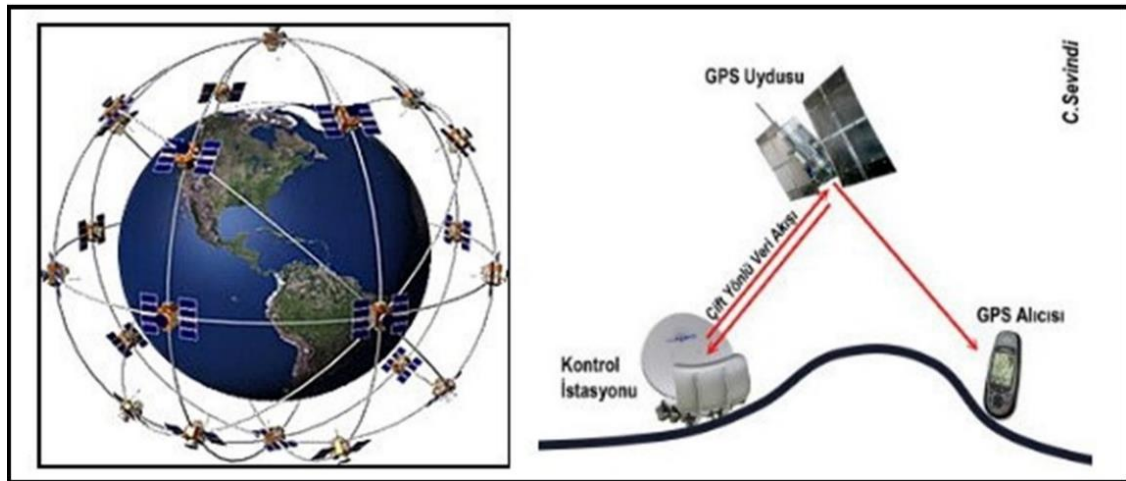 GPS Uydusu
C.Sevindi
Çift Yönlü Veri Akışı
GPS Alıcısı
Kontrol
İstasyonu